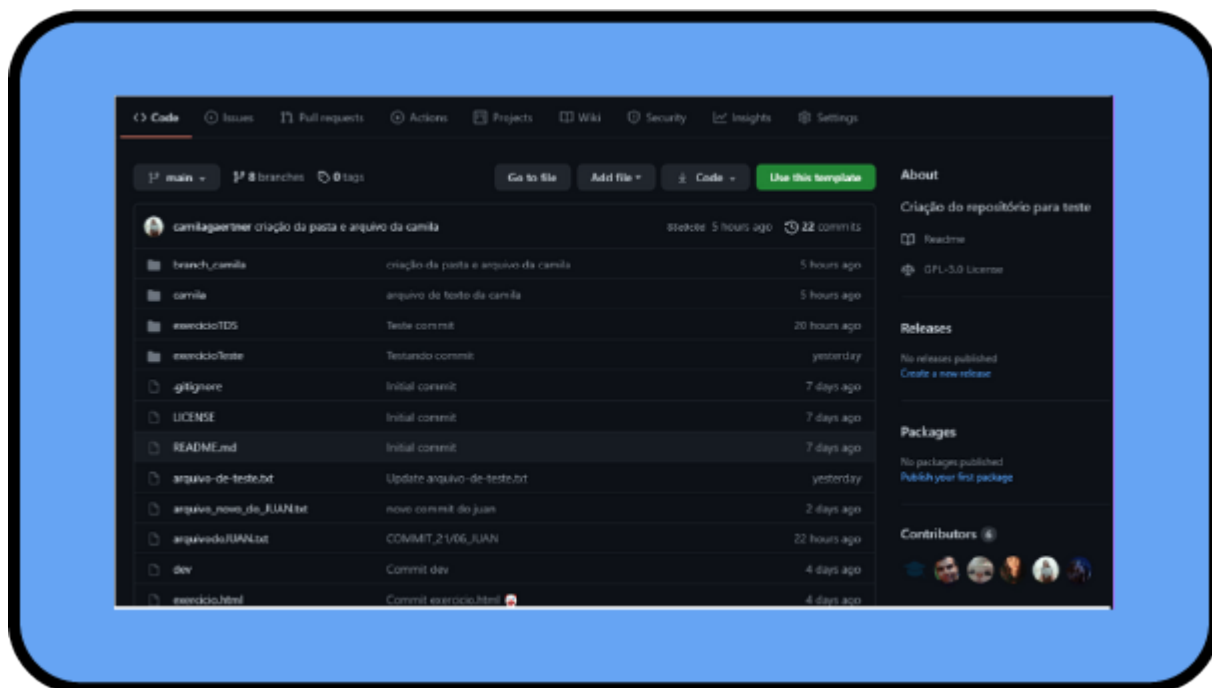 <> Code Issues Pull requests Actions Projects Wiki Security Insights Settings
main 8 branches 0 tags Go to file Add file Code Use this template
camilagaertner criação da pasta e arquivo da camila 5 hours ago 22 commits
branch_camila criação da pasta e arquivo da camila 5 hours ago
camila arquivo de texto da camila 5 hours ago
exercicioTDS Teste commit 20 hours ago
exercicioTeste Testando commit yesterday
.gitignore Initial commit 7 days ago
LICENSE Initial commit 7 days ago
README.md Initial commit 7 days ago
arquivo-de-teste.txt Update arquivo-de-teste.txt yesterday
arquivo_novo_do_JUAN.txt novo commit do juan 2 days ago
arquivodoJUAN.txt COMMIT_21/06_JUAN 22 hours ago
dev Commit dev 4 days ago
exercicio.html Commit exercicio.html 4 days ago
About
Criação do repositório para teste
Readme
GPL-3.0 License
Releases
No releases published
Create a new release
Packages
No packages published
Publish your first package
Contributors 6